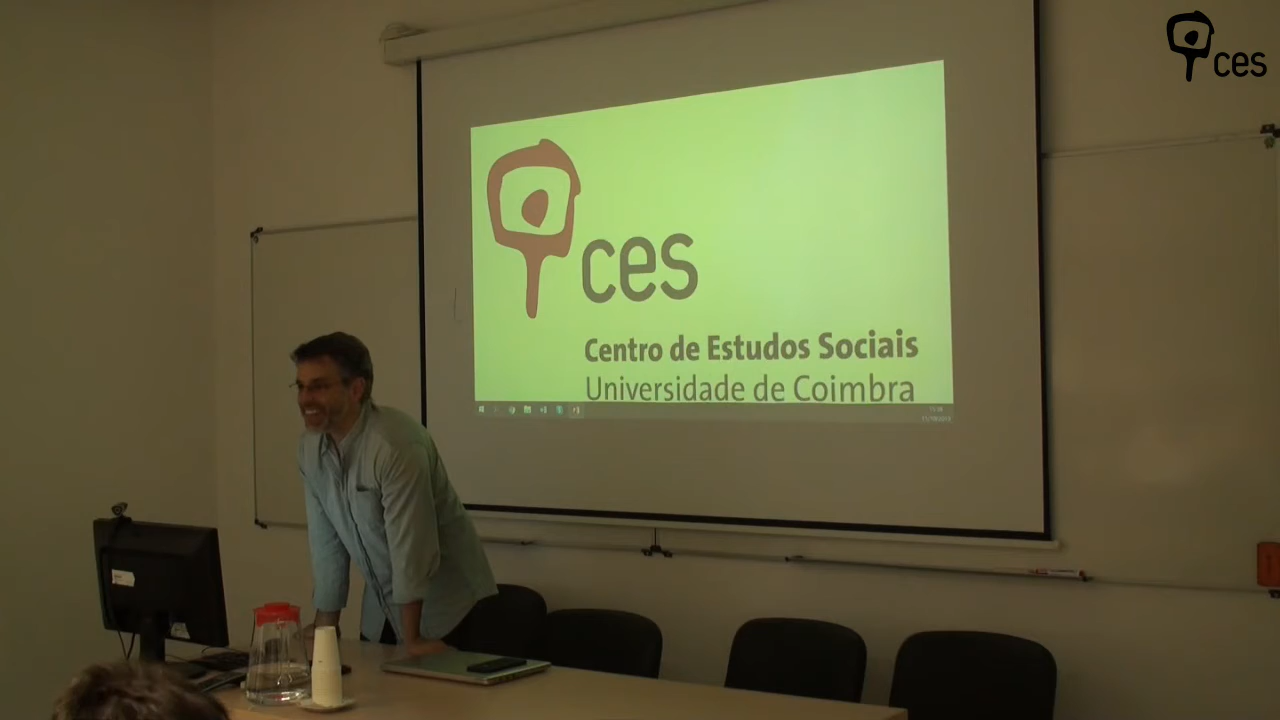 ces
ces
Centro de Estudos Sociais
Universidade de Coimbra